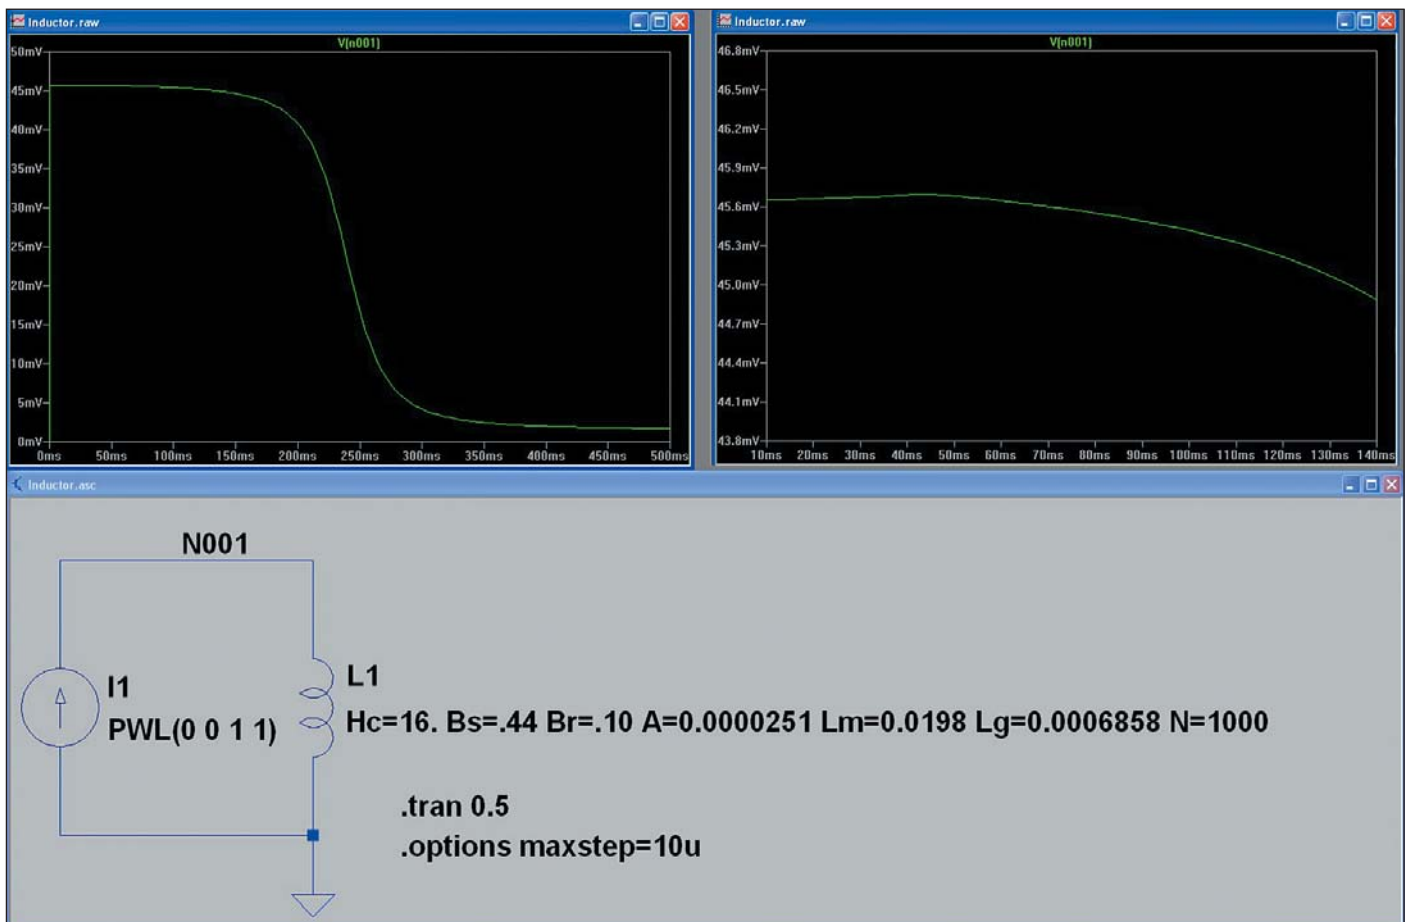 Inductor.raw
V(n001)
50mV
45mV
40mV
35mV
30mV
25mV
20mV
15mV
10mV
5mV
0mV
0ms 50ms 100ms 150ms 200ms 250ms 300ms 350ms 400ms 450ms 500ms
Inductor.raw
V(n001)
46.8mV
46.5mV
46.2mV
45.9mV
45.6mV
45.3mV
45.0mV
44.7mV
44.4mV
44.1mV
43.8mV
10ms 20ms 30ms 40ms 50ms 60ms 70ms 80ms 90ms 100ms 110ms 120ms 130ms 140ms
Inductor.asc
N001
I1
PWL(0 0 1 1)
L1
Hc=16. Bs=.44 Br=.10 A=0.0000251 Lm=0.0198 Lg=0.0006858 N=1000
.tran 0.5
.options maxstep=10u